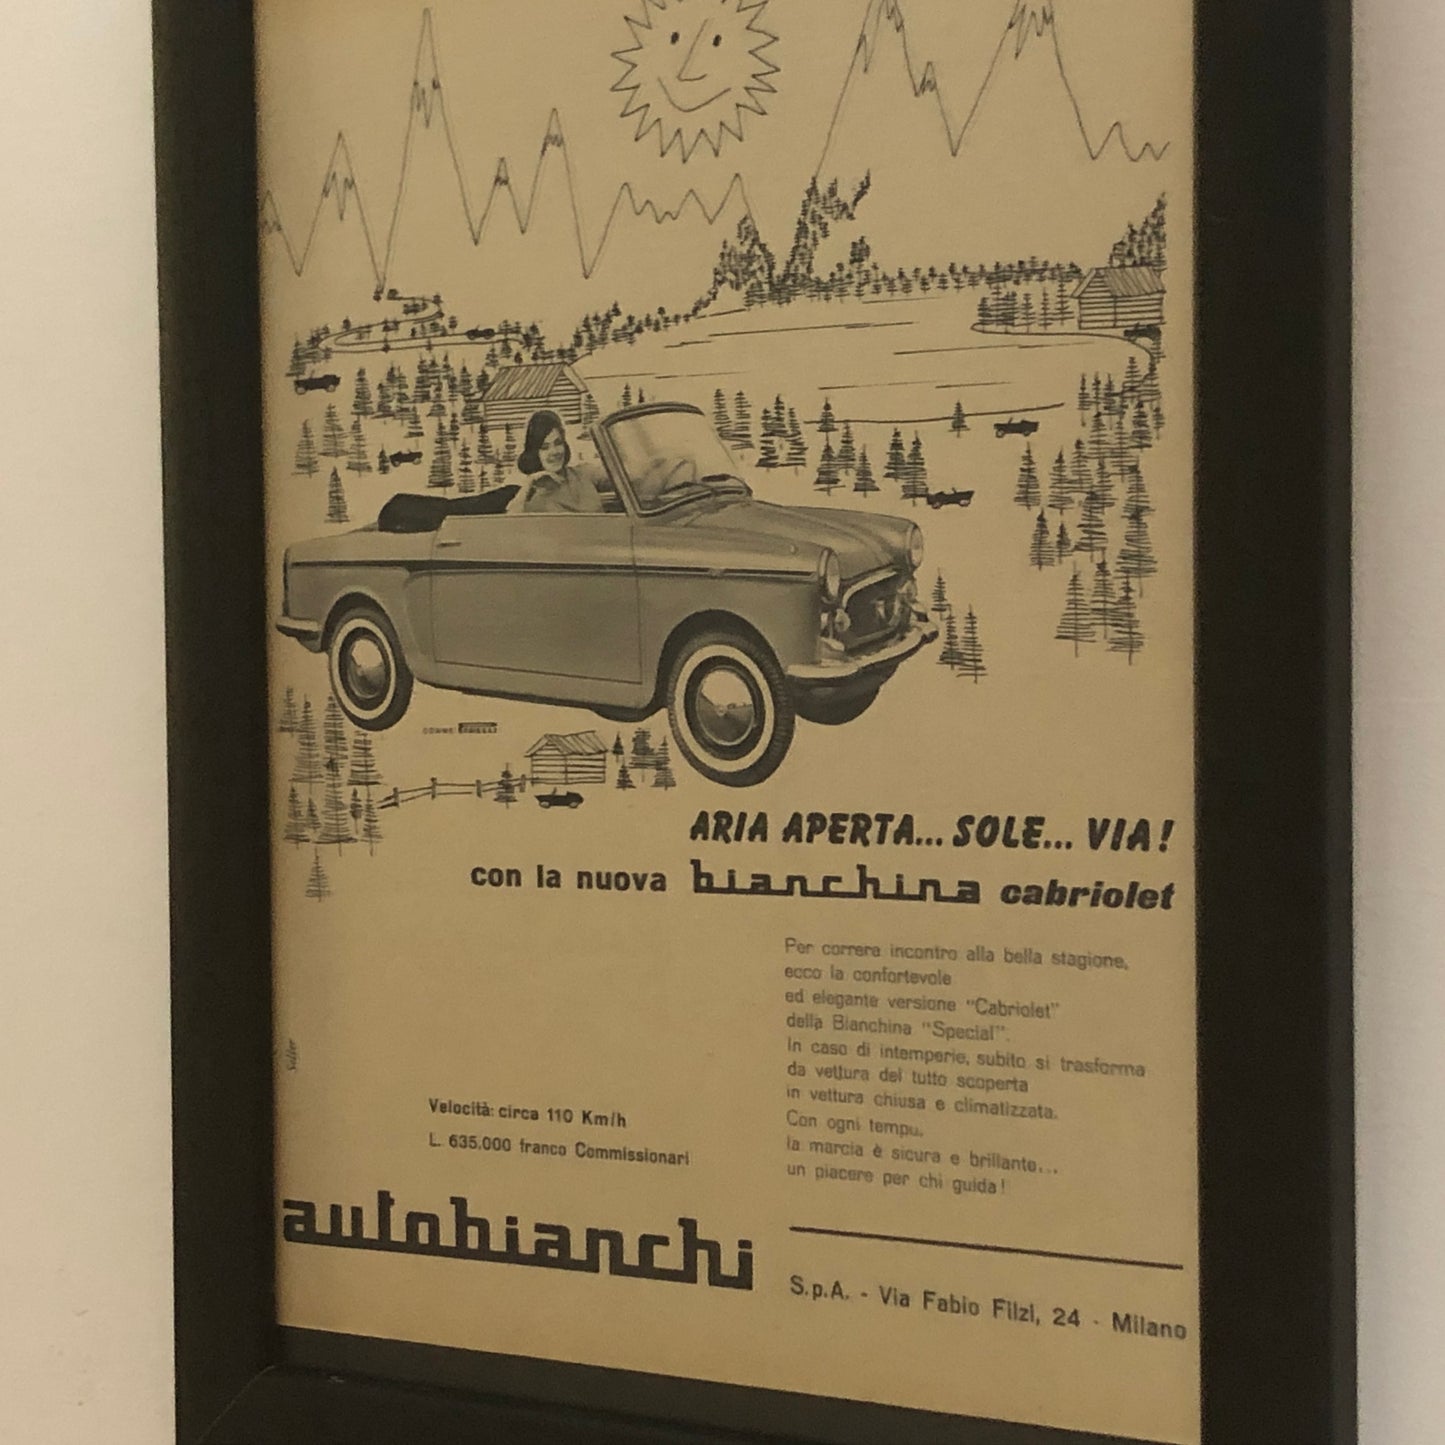 GOMME PIRELLI
ARIA APERTA... SOLE... VIA!
con la nuova bianchina cabriolet
Per correre incontro alla bella stagione,
ecco la confortevole
ed elegante versione "Cabriolet"
della Bianchina "Special".
In caso di intemperie, subito si trasforma
da vettura del tutto scoperta
in vettura chiusa e climatizzata.
Con ogni tempo,
la marcia è sicura e brillante...
un piacere per chi guida!
Velocità: circa 110 Km/h
L. 635.000 franco Commissionari
autobianchi
S.p.A. - Via Fabio Filzi, 24 - Milano